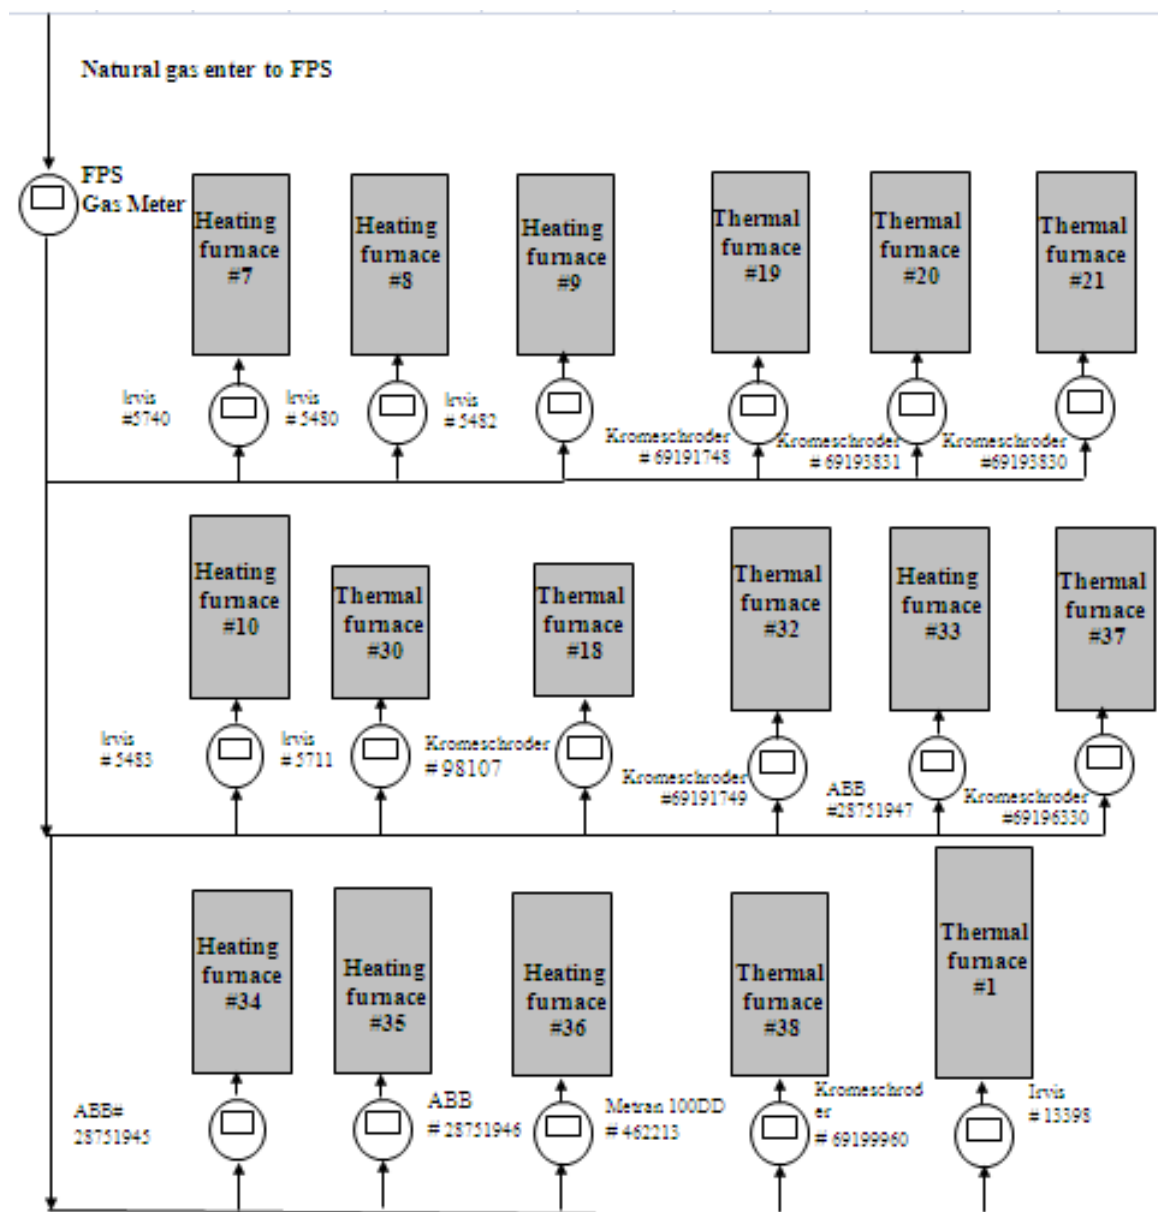 Natural gas enter to FPS
FPS
Gas Meter
Heating
furnace
#7
Heating
furnace
#8
Heating
furnace
#9
Thermal
furnace
#19
Thermal
furnace
#20
Thermal
furnace
#21
Irvis
#5740
Irvis
# 5480
Irvis
# 5482
Kromeschroder
# 69191748
Kromeschroder
# 69193831
Kromeschroder
#69193830
Heating
furnace
#10
Thermal
furnace
#30
Thermal
furnace
#18
Thermal
furnace
#32
Heating
furnace
#33
Thermal
furnace
#37
Irvis
# 5483
Irvis
# 5711
Kromeschroder
# 98107
Kromeschroder
#69191749
ABB
#28751947
Kromeschroder
#69196330
Heating
furnace
#34
Heating
furnace
#35
Heating
furnace
#36
Thermal
furnace
#38
Thermal
furnace
#1
ABB#
28751945
ABB
# 28751946
Metran 100DD
# 462213
Kromeschrod
er
# 69199960
Irvis
# 13398